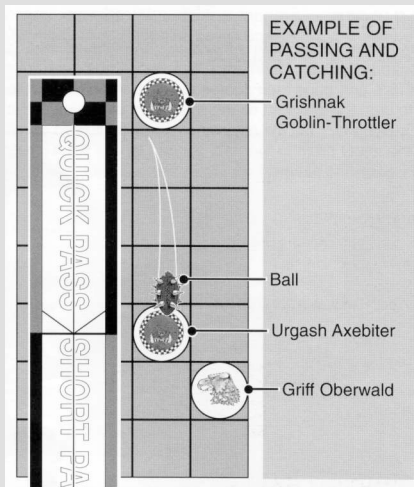 EXAMPLE OF
PASSING AND
CATCHING:
Grishnak
Goblin-Throttler
Ball
Urgash Axebiter
Griff Oberwald
QUICK PASS
SHORT PA